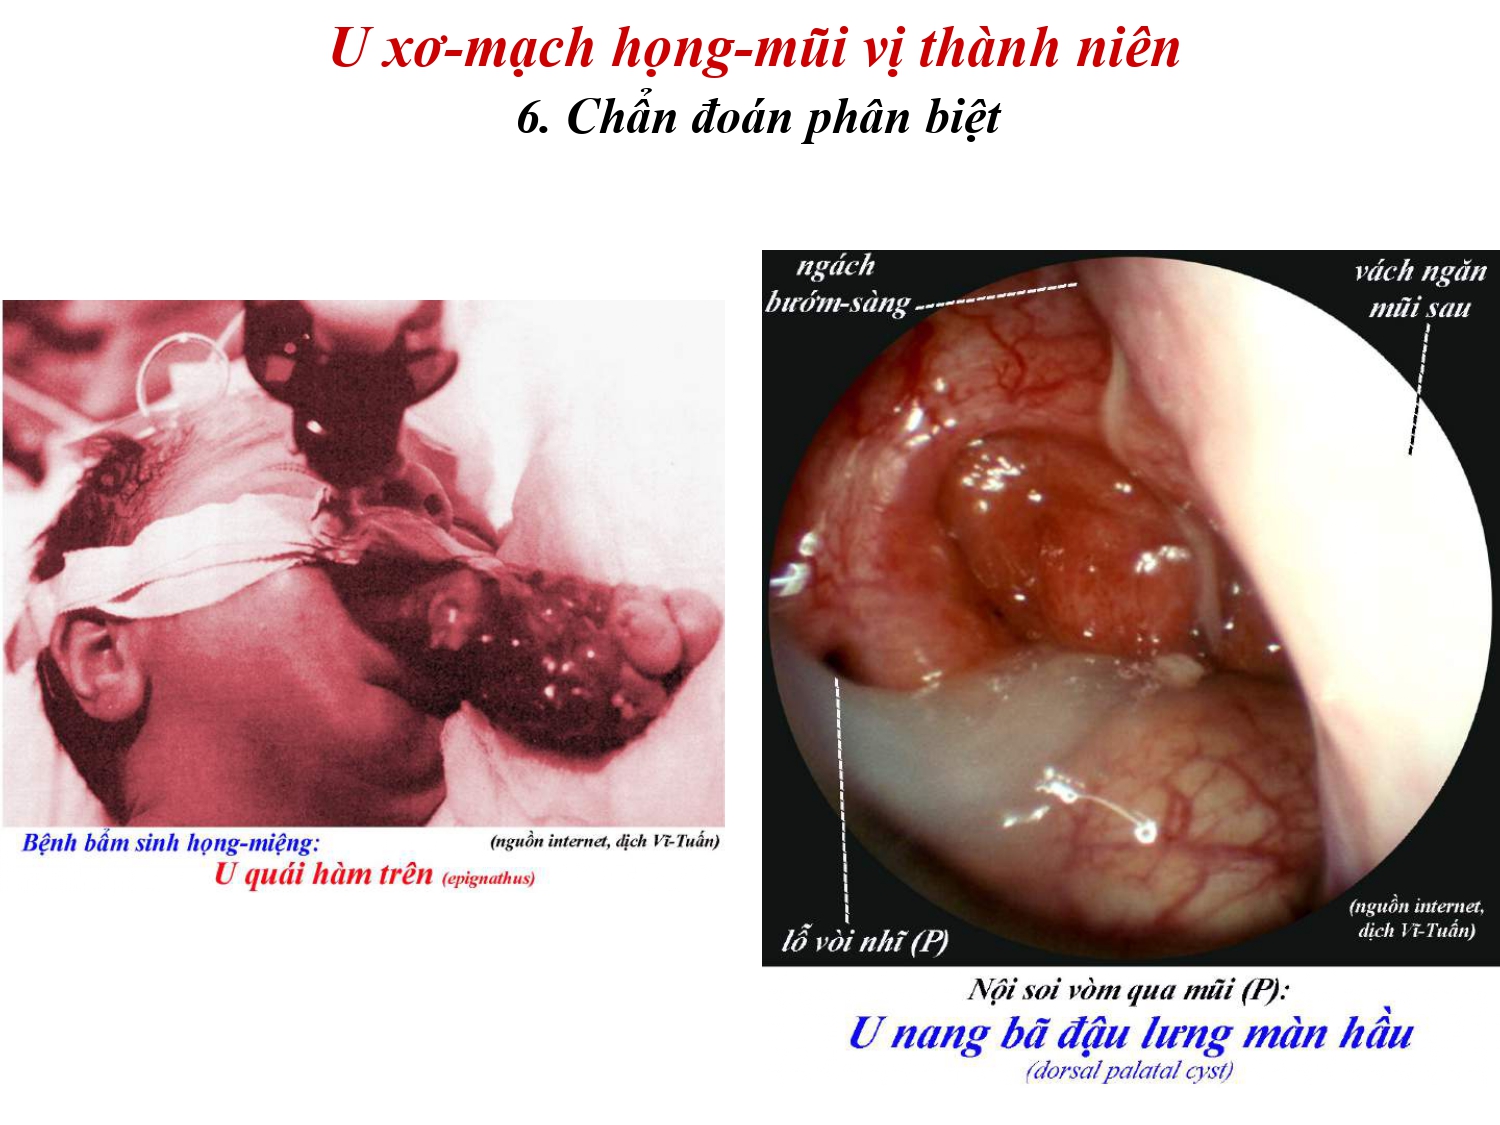 U xơ-mạch họng-mũi vị thành niên
6. Chẩn đoán phân biệt
Bệnh bẩm sinh họng-miệng:
(nguồn internet, dịch Vĩ-Tuấn)
U quái hàm trên (epignathus)
ngách
bướm-sàng
vách ngăn
mũi sau
lỗ vòi nhĩ (P)
(nguồn internet,
dịch Vĩ-Tuấn)
Nội soi vòm qua mũi (P):
U nang bã đậu lưng màn hầu
(dorsal palatal cyst)